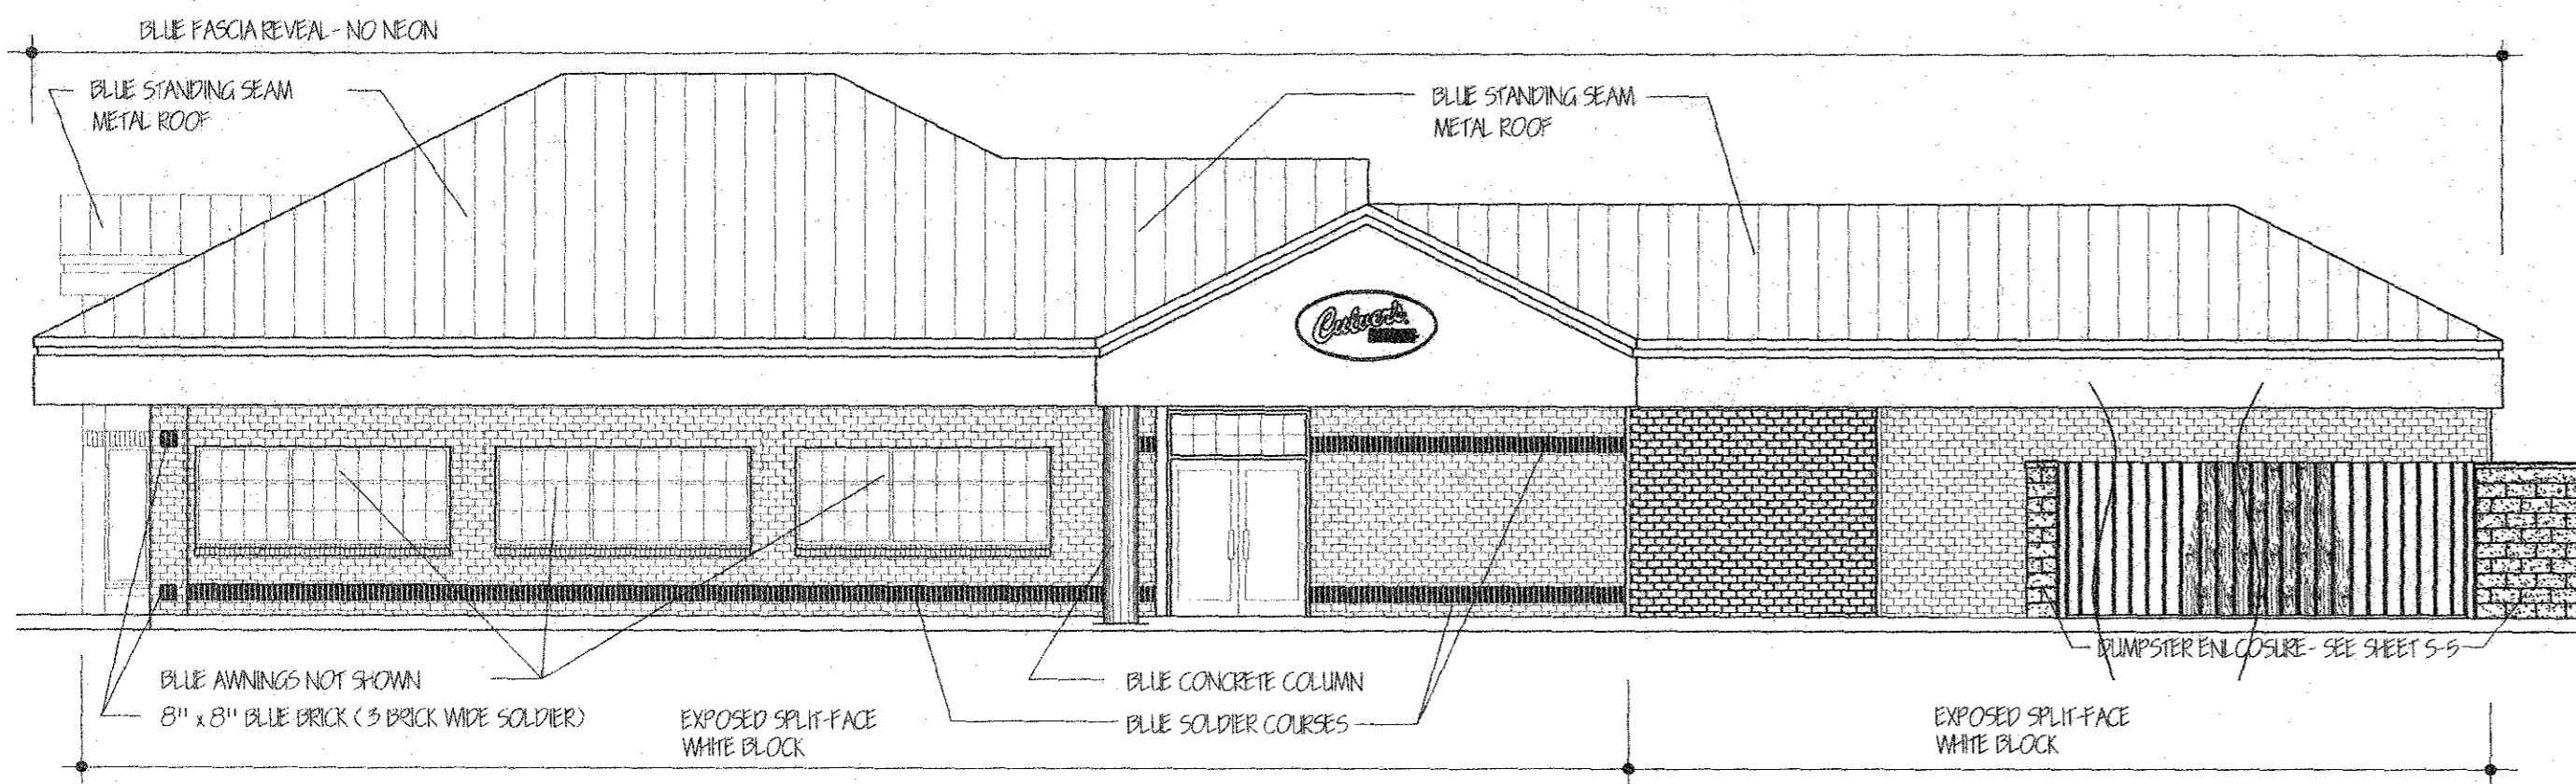 BLUE FASCIA REVEAL - NO NEON
BLUE STANDING SEAM
METAL ROOF
BLUE STANDING SEAM
METAL ROOF
Culver's
DUMPSTER ENLCOSURE - SEE SHEET S-5
BLUE AWNINGS NOT SHOWN
8" x 8" BLUE BRICK ( 3 BRICK WIDE SOLDIER)
EXPOSED SPLIT-FACE
WHITE BLOCK
BLUE CONCRETE COLUMN
BLUE SOLDIER COURSES
EXPOSED SPLIT-FACE
WHITE BLOCK